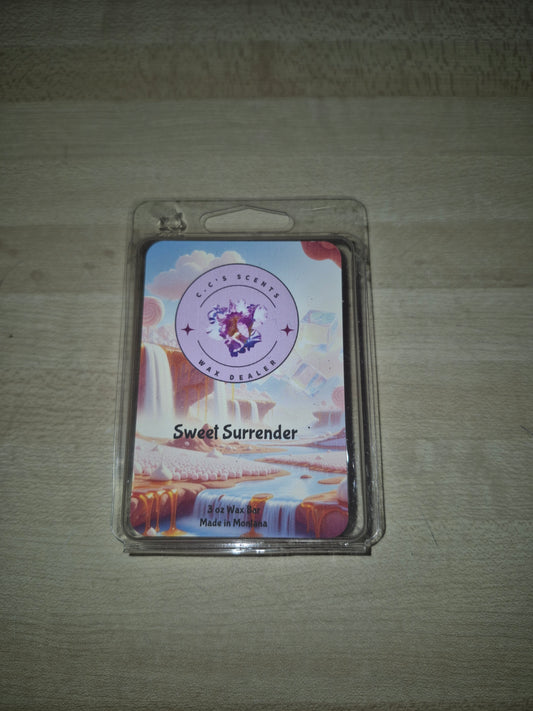 C.C'S SCENTS
WAX DEALER
Sweet Surrender
3 oz Wax Bar
Made in Montana